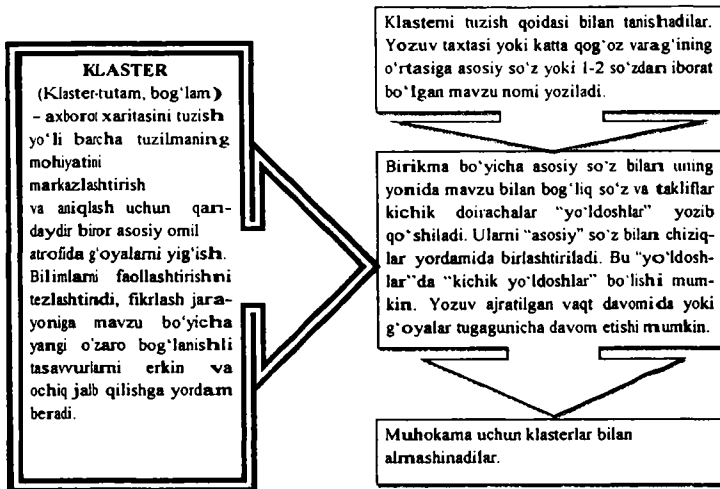 KLASTER
(Klaster-tutam, bog‘lam)
– axborot xaritasini tuzish
yo‘li barcha tuzilmaning
mohiyatini
markazlashtirish
va aniqlash uchun qan-
daydir biror asosiy omil
atrofida g‘oyalarni yig‘ish.
Bilimlarni faollashtirishni
tezlashtiradi, fikrlash jara-
yoniga mavzu bo‘yicha
yangi o‘zaro bog‘lanishli
tasavvurlarni erkin va
ochiq jalb qilishga yordam
beradi.
Klasterni tuzish qoidasi bilan tanishadilar.
Yozuv taxtasi yoki katta qog‘oz varag‘ining
o‘rtasiga asosiy so‘z yoki 1-2 so‘zdan iborat
bo‘lgan mavzu nomi yoziladi.
Birikma bo‘yicha asosiy so‘z bilan uning
yonida mavzu bilan bog‘liq so‘z va takliflar
kichik doirachalar “yo‘ldoshlar” yozib
qo‘shiladi. Ularni “asosiy” so‘z bilan chiziq-
lar yordamida birlashtiriladi. Bu “yo‘ldosh-
lar”da “kichik yo‘ldoshlar” bo‘lishi mum-
kin. Yozuv ajratilgan vaqt davomida yoki
g‘oyalar tugagunicha davom etishi mumkin.
Muhokama uchun klasterlar bilan
almashinadilar.